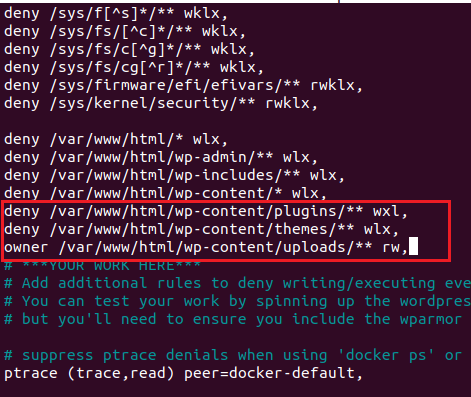 deny /sys/f[^s]*/** wklx,
deny /sys/fs/[^c]*/** wklx,
deny /sys/fs/c[^g]*/** wklx,
deny /sys/fs/cg[^r]*/** wklx,
deny /sys/firmware/efi/efivars/** rwklx,
deny /sys/kernel/security/** rwklx,
deny /var/www/html/* wlx,
deny /var/www/html/wp-admin/** wlx,
deny /var/www/html/wp-includes/** wlx,
deny /var/www/html/wp-content/* wlx,
deny /var/www/html/wp-content/plugins/** wxl,
deny /var/www/html/wp-content/themes/** wlx,
owner /var/www/html/wp-content/uploads/** rw,
# ***YOUR WORK HERE***
# Add additional rules to deny writing/executing eve
# You can test your work by spinning up the wordpres
# but you'll need to ensure you include the wparmor
# suppress ptrace denials when using 'docker ps' or
ptrace (trace,read) peer=docker-default,